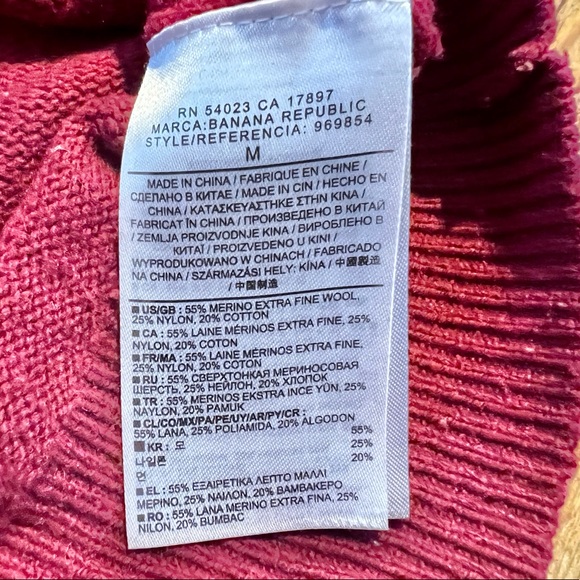 RN 54023 CA 17897
MARCA:BANANA REPUBLIC
STYLE/REFERENCIA: 969854
M
MADE IN CHINA / FABRIQUE EN CHINE /
СДЕЛАНО В КИТАЕ / MADE IN CIN / HECHO EN
CHINA / ΚΑΤΑΣΚΕΥΑΣΤΗΚΕ ΣΤΗΝ ΚΙΝΑ /
FABRICAT ÎN CHINA / ПРОИЗВЕДЕНО В КИТАЙ
/ ZEMLJA PROIZVODNJE KINA / ВИРОБЛЕНО В
КИТАЇ / PROIZVEDENO U KINI /
WYPRODUKOWANO W CHINACH / FABRICADO
NA CHINA / SZÁRMAZÁSI HELY: KÍNA / 中國製造
/ 中国制造
US/GB : 55% MERINO EXTRA FINE WOOL,
25% NYLON, 20% COTTON
CA : 55% LAINE MÉRINOS EXTRA FINE, 25%
NYLON, 20% COTON
FR/MA : 55% LAINE MÉRINOS EXTRA FINE,
25% NYLON, 20% COTON
RU : 55% СВЕРХТОНКАЯ МЕРИНОСОВАЯ
ШЕРСТЬ, 25% НЕЙЛОН, 20% ХЛОПОК
TR : 55% MERINOS EKSTRA INCE YÜN, 25%
NAYLON, 20% PAMUK
CL/CO/MX/PA/PE/UY/AR/PY/CR :
55% LANA, 25% POLIAMIDA, 20% ALGODON
KR : 모 55%
나일론 25%
면 20%
EL : 55% ΕΞΑΙΡΕΤΙΚΑ ΛΕΠΤΟ ΜΑΛΛΙ
ΜΕΡΙΝΟ, 25% ΝΑΙΛΟΝ, 20% ΒΑΜΒΑΚΕΡΟ
RO : 55% LANA MERINO EXTRA FINA, 25%
NILON, 20% BUMBAC